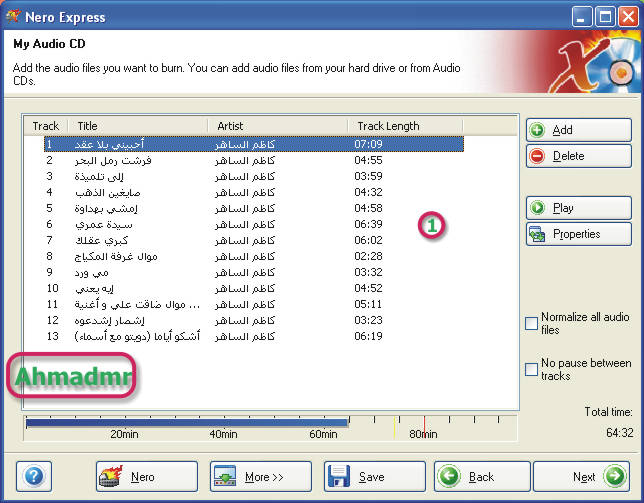 Nero Express
My Audio CD
Add the audio files you want to burn. You can add audio files from your hard drive or from Audio
CDs.
Track Title Artist Track Length
1 أحبيني بلا عقد كاظم الساهر 07:09
2 فرشت رمل البحر كاظم الساهر 04:55
3 إلى تلميذة كاظم الساهر 03:59
4 صايغين الذهب كاظم الساهر 04:32
5 إمشي بهداوة كاظم الساهر 04:58
6 سيدة عمري كاظم الساهر 06:39
7 كبري عقلك كاظم الساهر 06:02
8 موال غرفة المكياج كاظم الساهر 02:28
9 مي ورد كاظم الساهر 03:32
10 إيه يعني كاظم الساهر 04:52
11 موال ضاقت علي و أغنية ... كاظم الساهر 05:11
12 إشصار إشدعوه كاظم الساهر 03:23
13 أشكو أياما (دويتو مع أسماء) كاظم الساهر 06:19
Add
Delete
Play
Properties
1
Normalize all audio
files
No pause between
tracks
Ahmadmr
Total time:
64:32
20min 40min 60min 80min
? Nero More >> Save Back Next